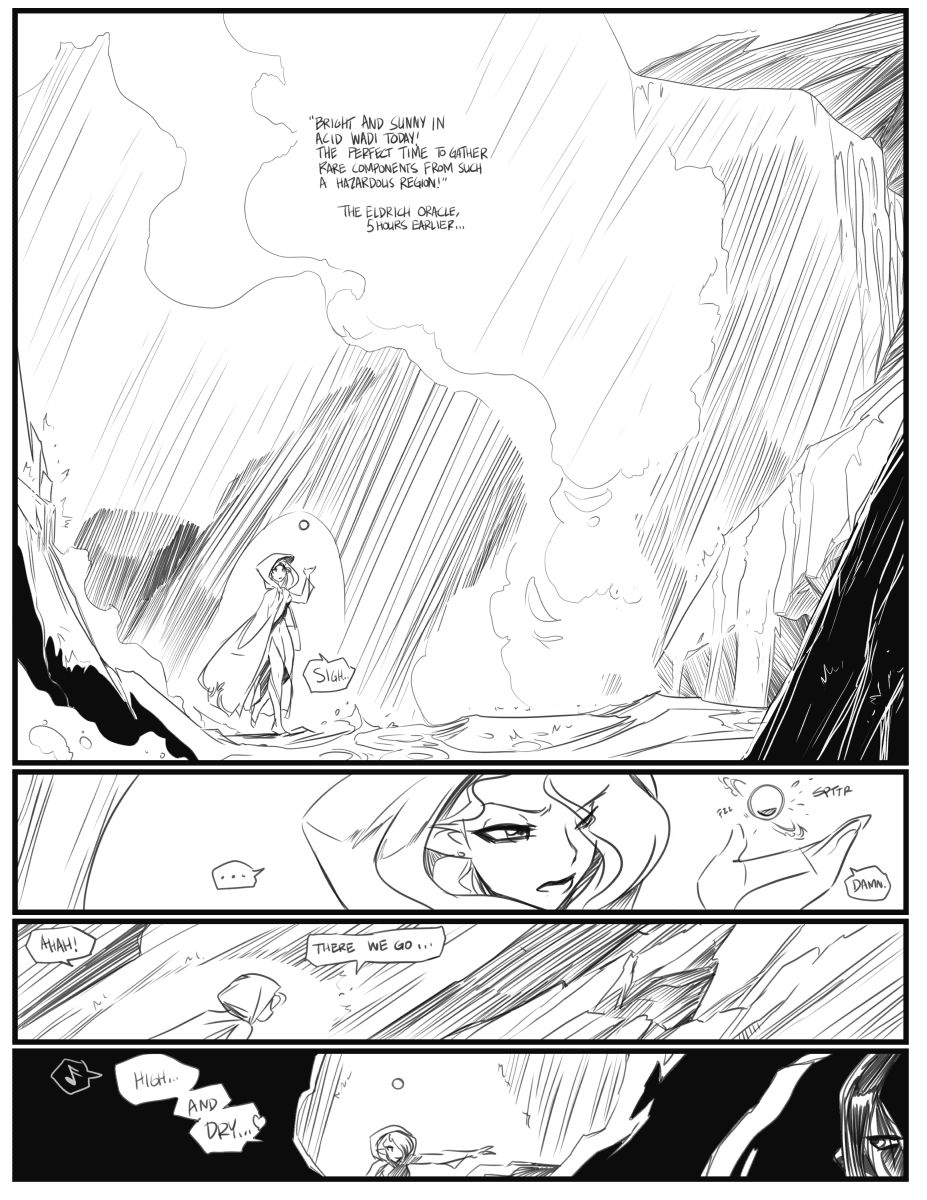 "BRIGHT AND SUNNY IN
ACID WADI TODAY!
THE PERFECT TIME TO GATHER
RARE COMPONENTS FROM SUCH
A HAZARDOUS REGION!"
THE ELDRICH ORACLE,
5 HOURS EARLIER...
SIGH..
...
FZZ
SPTTR
DAMN.
AHAH!
THERE WE GO...
HIGH...
AND
DRY...